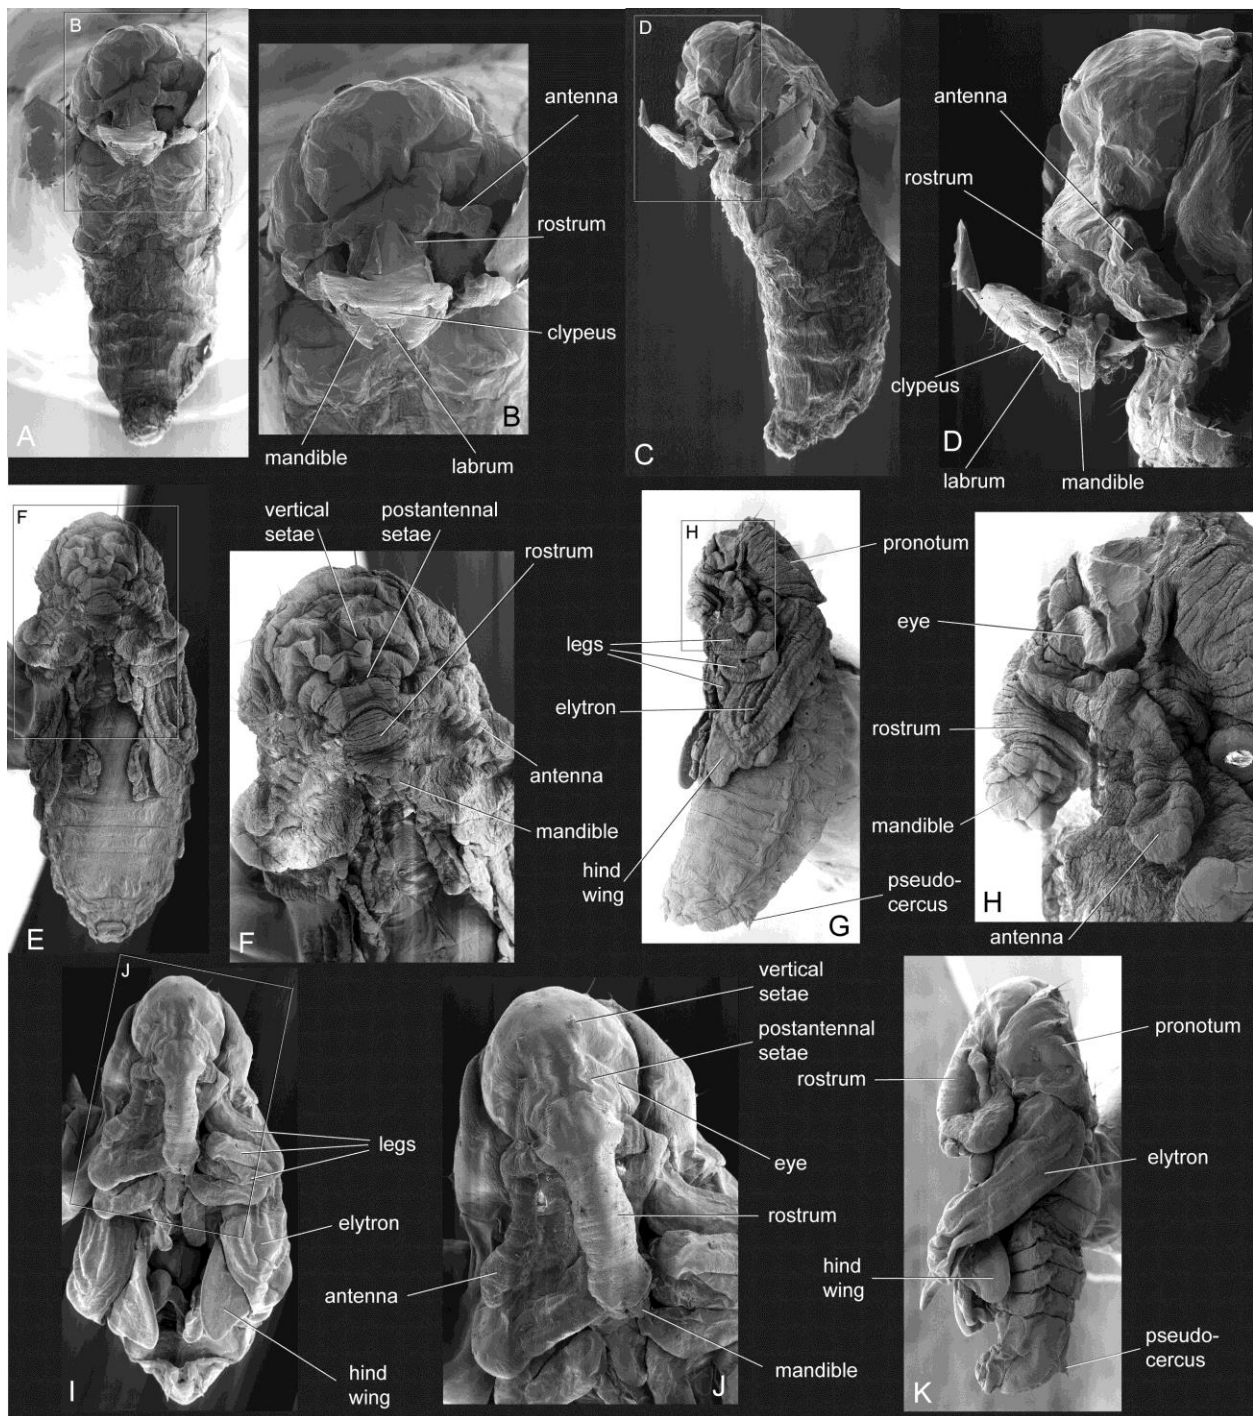 B
A
antenna
rostrum
clypeus
B
mandible
labrum
D
C
antenna
rostrum
clypeus
D
labrum
mandible
F
E
vertical
setae
postantennal
setae
rostrum
antenna
mandible
F
H
pronotum
legs
elytron
hind
wing
pseudo-
cercus
G
eye
rostrum
mandible
H
antenna
J
legs
elytron
hind
wing
I
vertical
setae
postantennal
setae
eye
rostrum
antenna
mandible
J
pronotum
rostrum
elytron
hind
wing
pseudo-
cercus
K